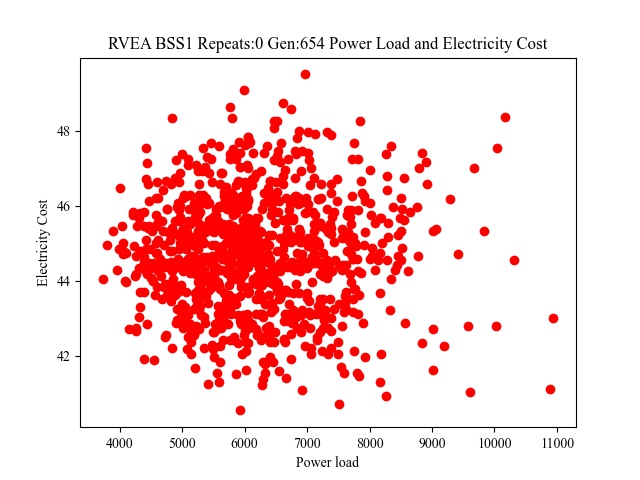 RVEA BSS1 Repeats:0 Gen:654 Power Load and Electricity Cost
48
46
44
42
Electricity Cost
4000 5000 6000 7000 8000 9000 10000 11000
Power load